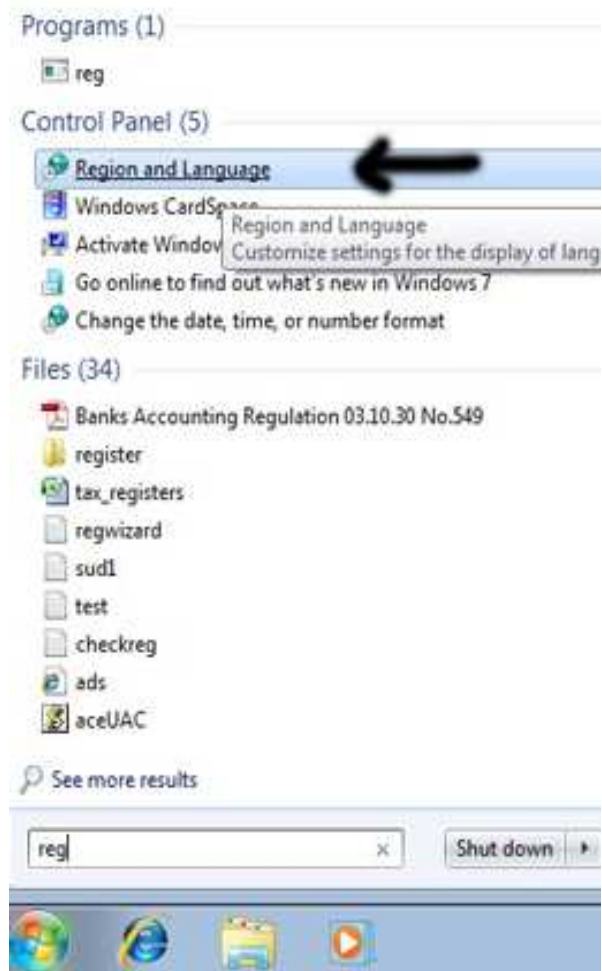 Programs (1)
reg
Control Panel (5)
Region and Language
Windows CardSpace
Region and Language
Activate Window
Customize settings for the display of lang
Go online to find out what's new in Windows 7
Change the date, time, or number format
Files (34)
Banks Accounting Regulation 03.10.30 No.549
register
tax_registers
regwizard
sud1
test
checkreg
ads
aceUAC
See more results
reg
Shut down